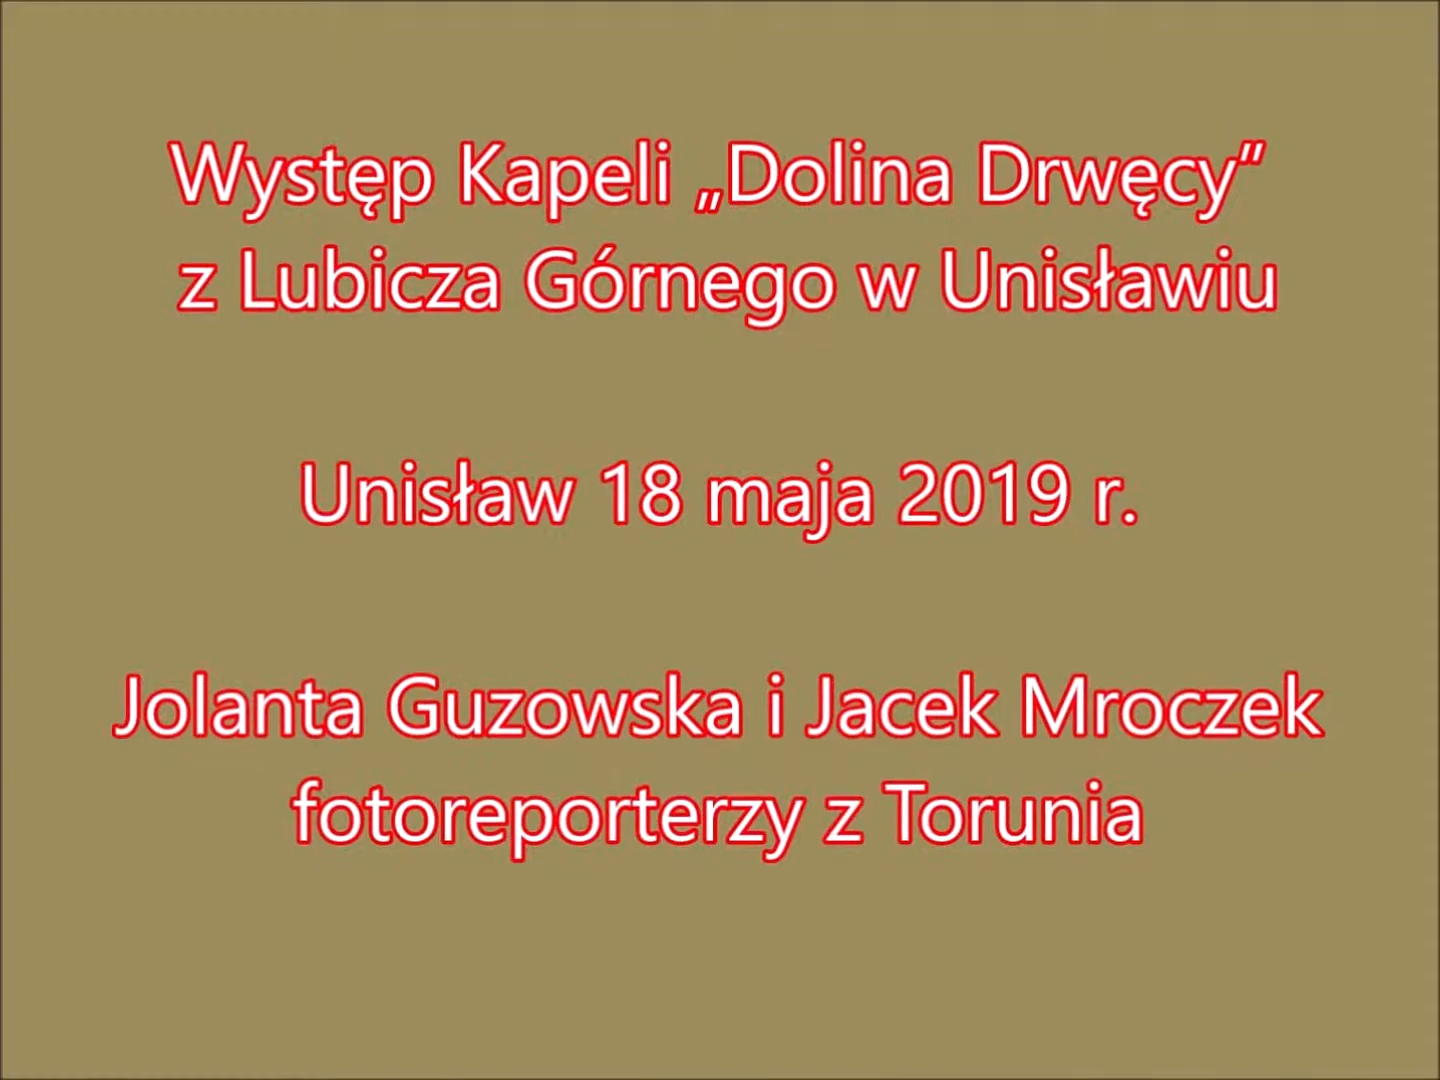 Występ Kapeli „Dolina Drwęcy”
z Lubicza Górnego w Unisławiu
Unisław 18 maja 2019 r.
Jolanta Guzowska i Jacek Mroczek
fotoreporterzy z Torunia